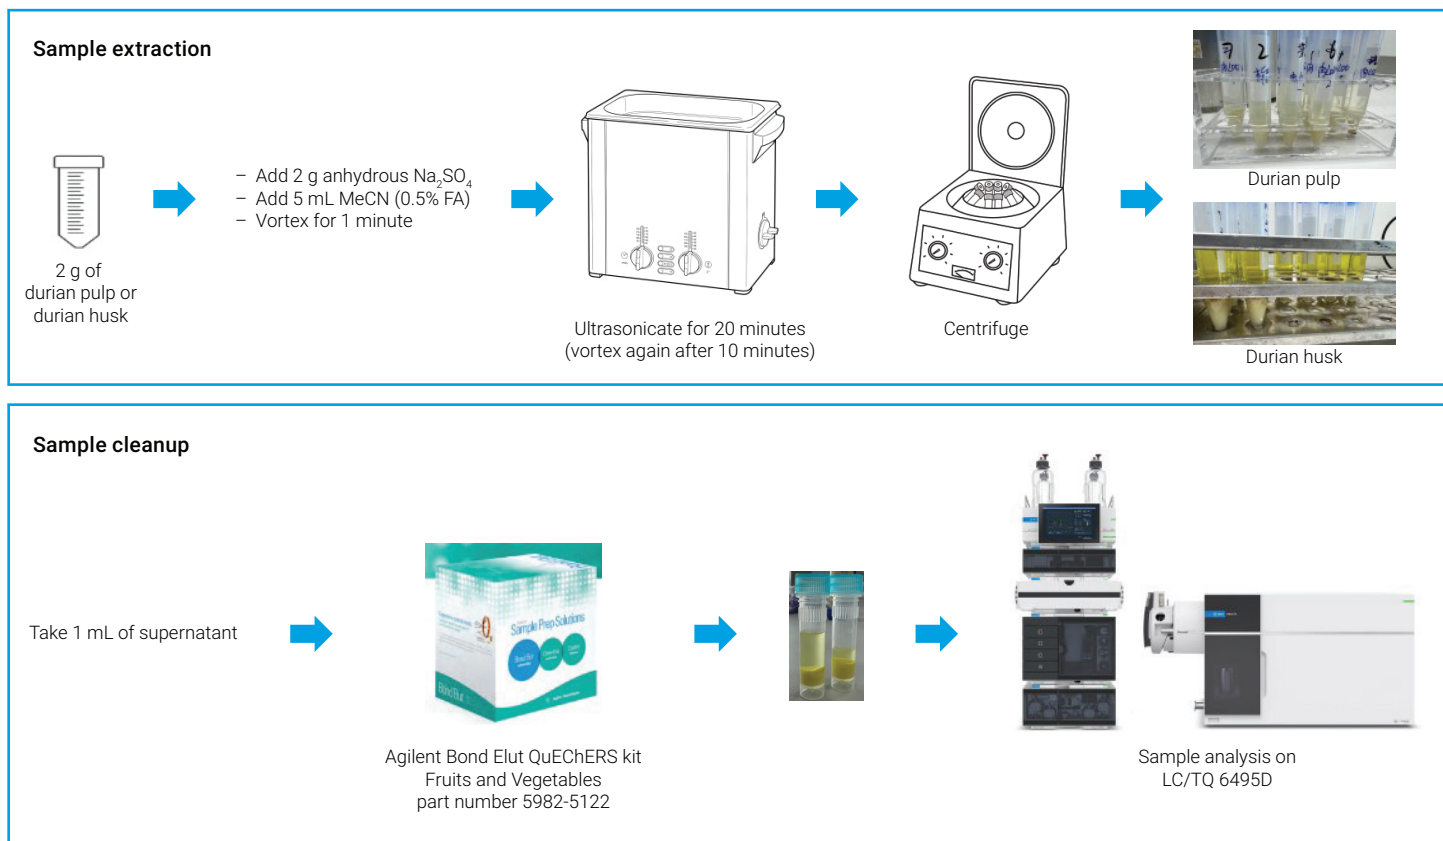 Sample extraction
2 g of
durian pulp or
durian husk
– Add 2 g anhydrous Na₂SO₄
– Add 5 mL MeCN (0.5% FA)
– Vortex for 1 minute
Ultrasonicate for 20 minutes
(vortex again after 10 minutes)
Centrifuge
Durian pulp
Durian husk
Sample cleanup
Take 1 mL of supernatant
Sample Prep Solutions
Bond Elut
Agilent Bond Elut QuEChERS kit
Fruits and Vegetables
part number 5982-5122
Sample analysis on
LC/TQ 6495D